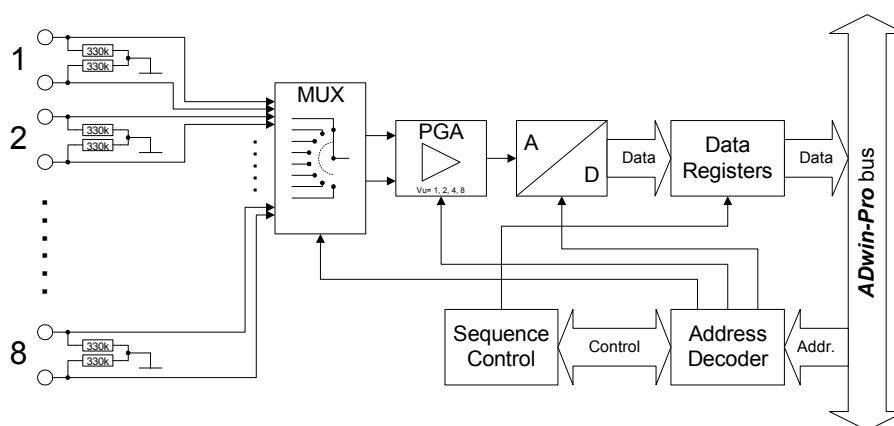 1
330k
330k
2
330k
330k
8
330k
330k
MUX
PGA
Vu= 1, 2, 4, 8
A
D
Data
Data
Registers
Data
Sequence
Control
Control
Address
Decoder
Addr.
ADwin-Pro bus